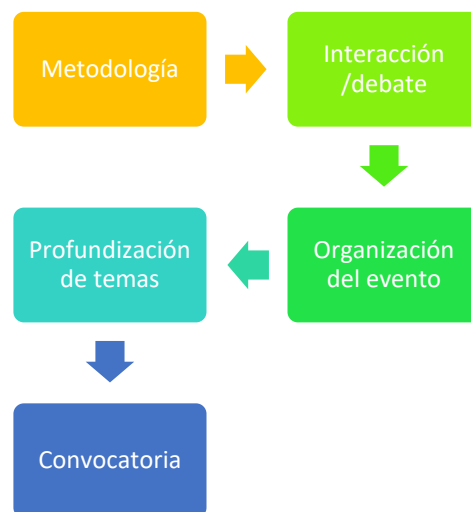 Metodología
Interacción
/debate
Organización
del evento
Profundización
de temas
Convocatoria